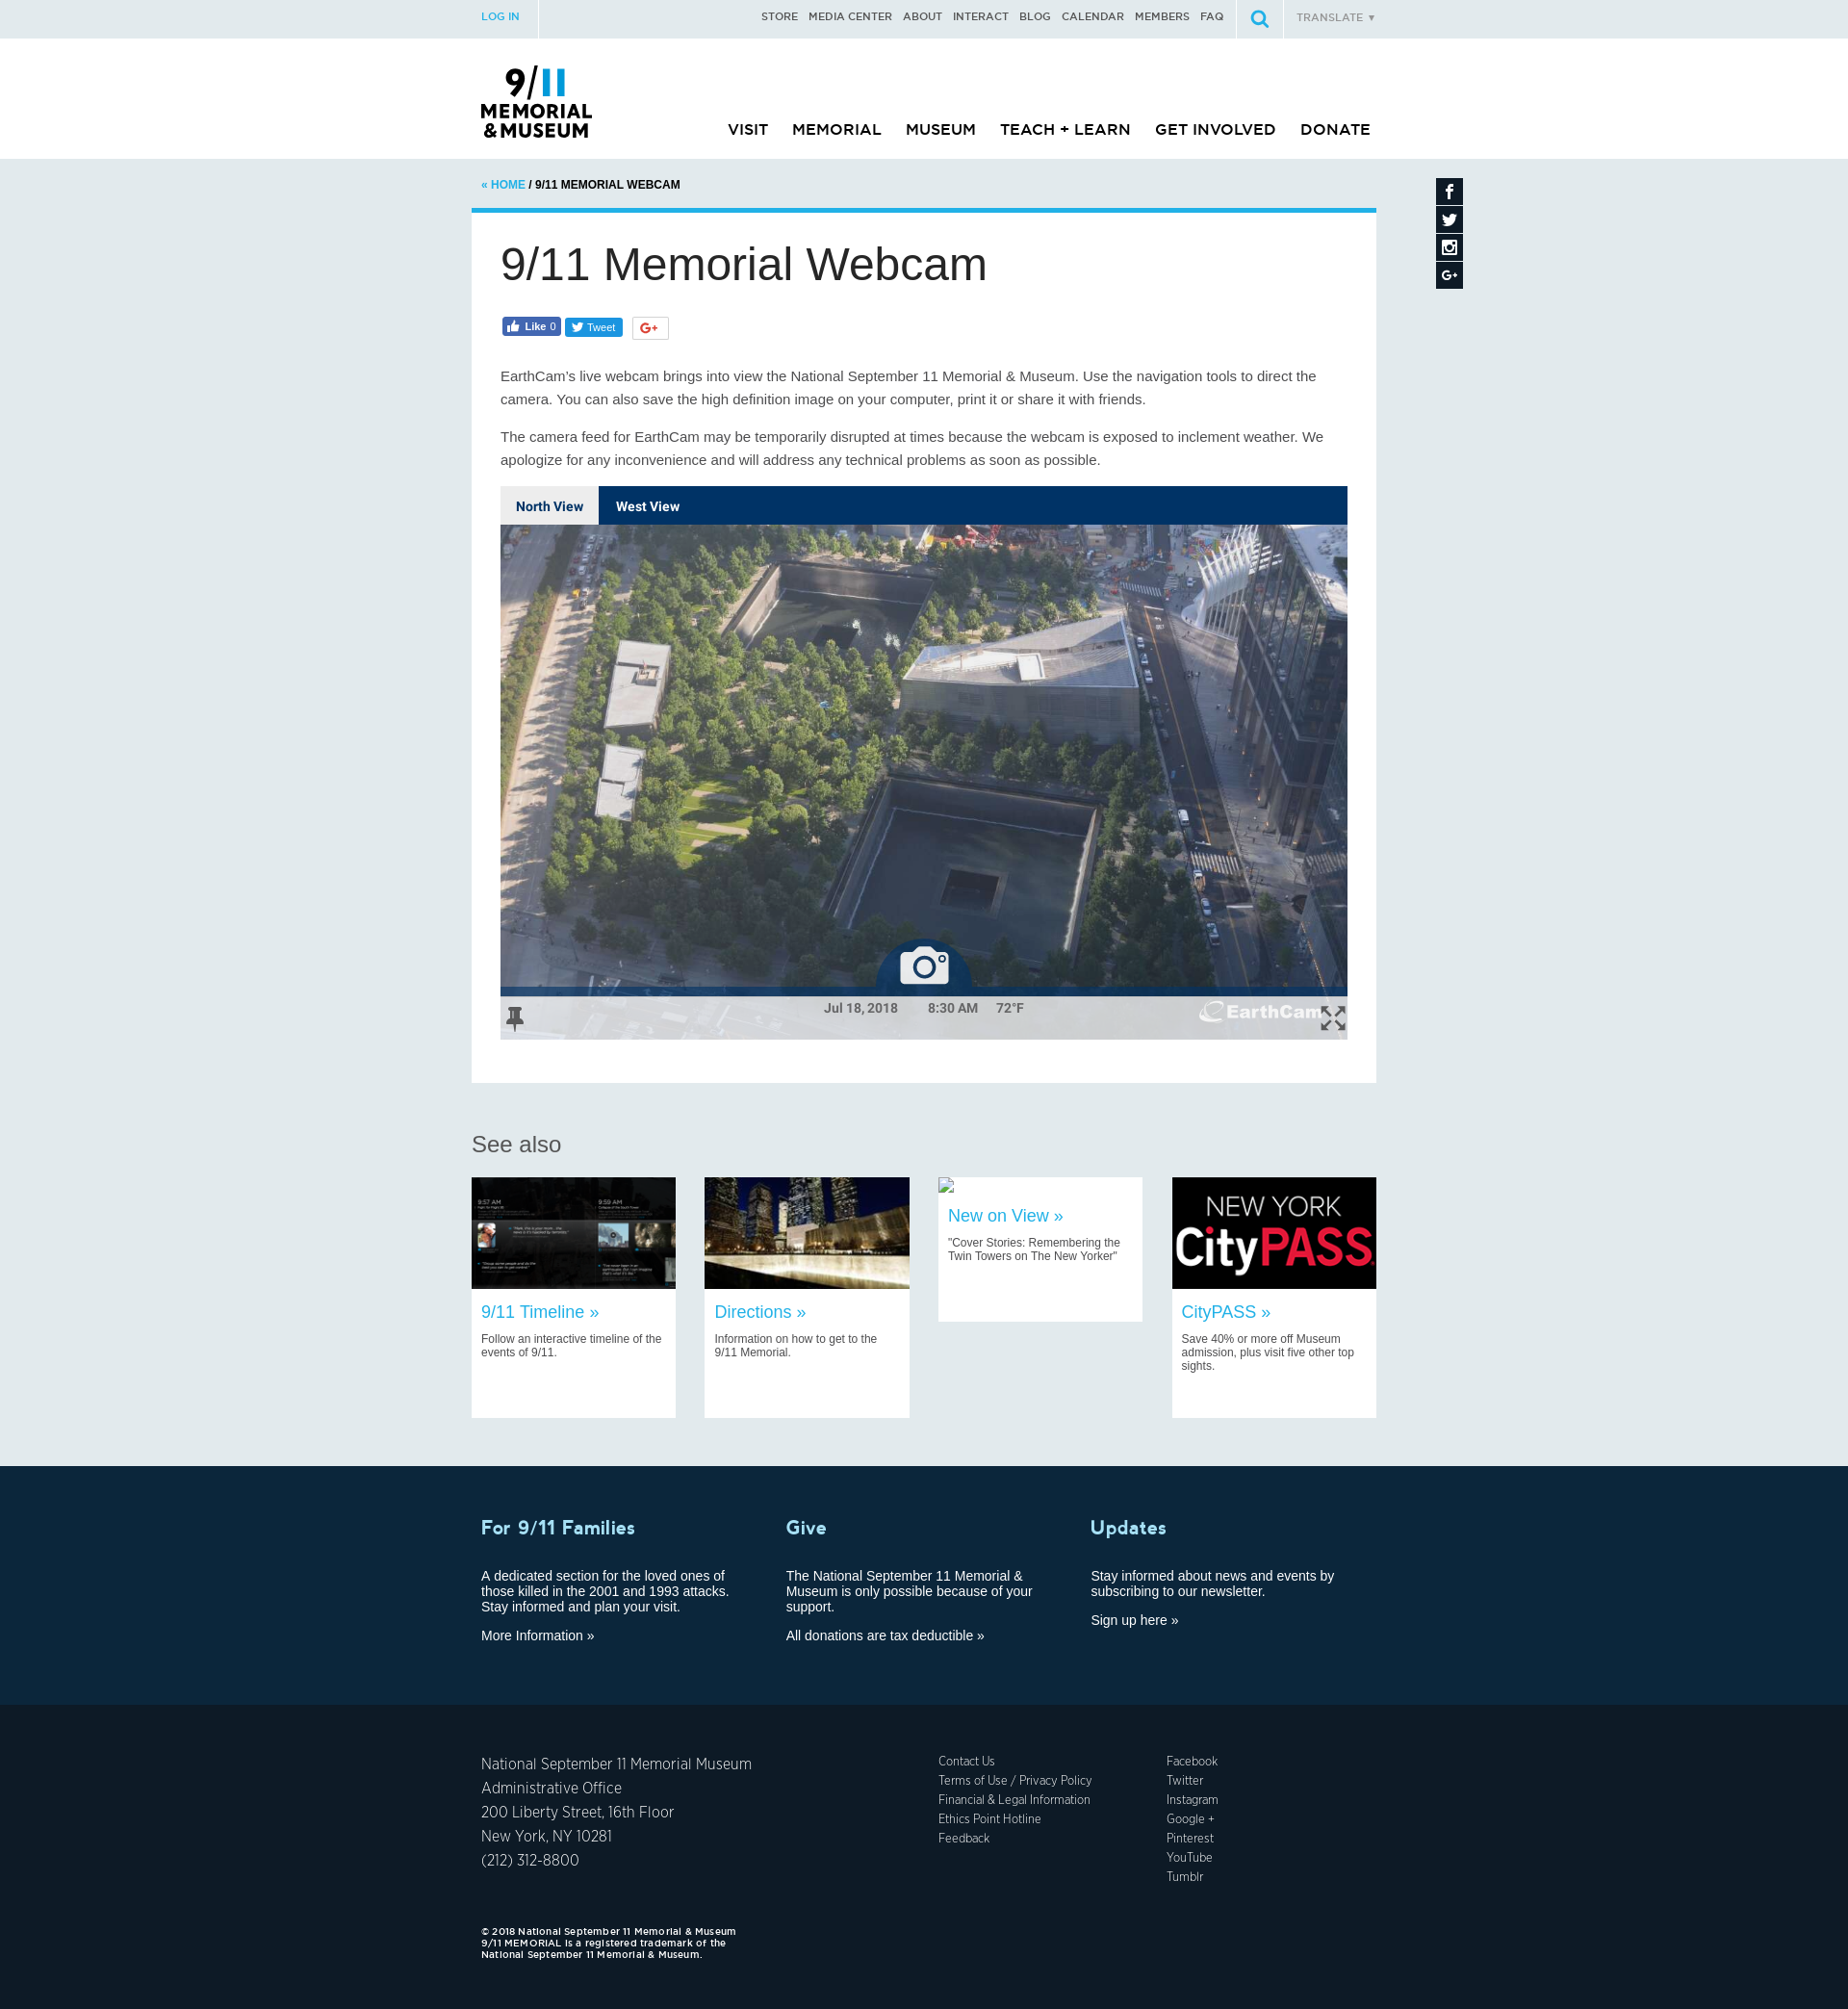 LOG IN
STORE MEDIA CENTER ABOUT INTERACT BLOG CALENDAR MEMBERS FAQ
TRANSLATE ▼
9/11
MEMORIAL
&MUSEUM
VISIT MEMORIAL MUSEUM TEACH + LEARN GET INVOLVED DONATE
« HOME / 9/11 MEMORIAL WEBCAM
9/11 Memorial Webcam
Like 0
Tweet
G+
EarthCam's live webcam brings into view the National September 11 Memorial & Museum. Use the navigation tools to direct the
camera. You can also save the high definition image on your computer, print it or share it with friends.
The camera feed for EarthCam may be temporarily disrupted at times because the webcam is exposed to inclement weather. We
apologize for any inconvenience and will address any technical problems as soon as possible.
North View West View
Jul 18, 2018 8:30 AM 72°F
EarthCam
See also
9:57 AM
9:59 AM
9/11 Timeline »
Follow an interactive timeline of the
events of 9/11.
Directions »
Information on how to get to the
9/11 Memorial.
New on View »
"Cover Stories: Remembering the
Twin Towers on The New Yorker"
NEW YORK
CityPASS
CityPASS »
Save 40% or more off Museum
admission, plus visit five other top
sights.
For 9/11 Families
A dedicated section for the loved ones of
those killed in the 2001 and 1993 attacks.
Stay informed and plan your visit.
More Information »
Give
The National September 11 Memorial &
Museum is only possible because of your
support.
All donations are tax deductible »
Updates
Stay informed about news and events by
subscribing to our newsletter.
Sign up here »
National September 11 Memorial Museum
Administrative Office
200 Liberty Street, 16th Floor
New York, NY 10281
(212) 312-8800
Contact Us
Terms of Use / Privacy Policy
Financial & Legal Information
Ethics Point Hotline
Feedback
Facebook
Twitter
Instagram
Google +
Pinterest
YouTube
Tumblr
© 2018 National September 11 Memorial & Museum
9/11 MEMORIAL is a registered trademark of the
National September 11 Memorial & Museum.